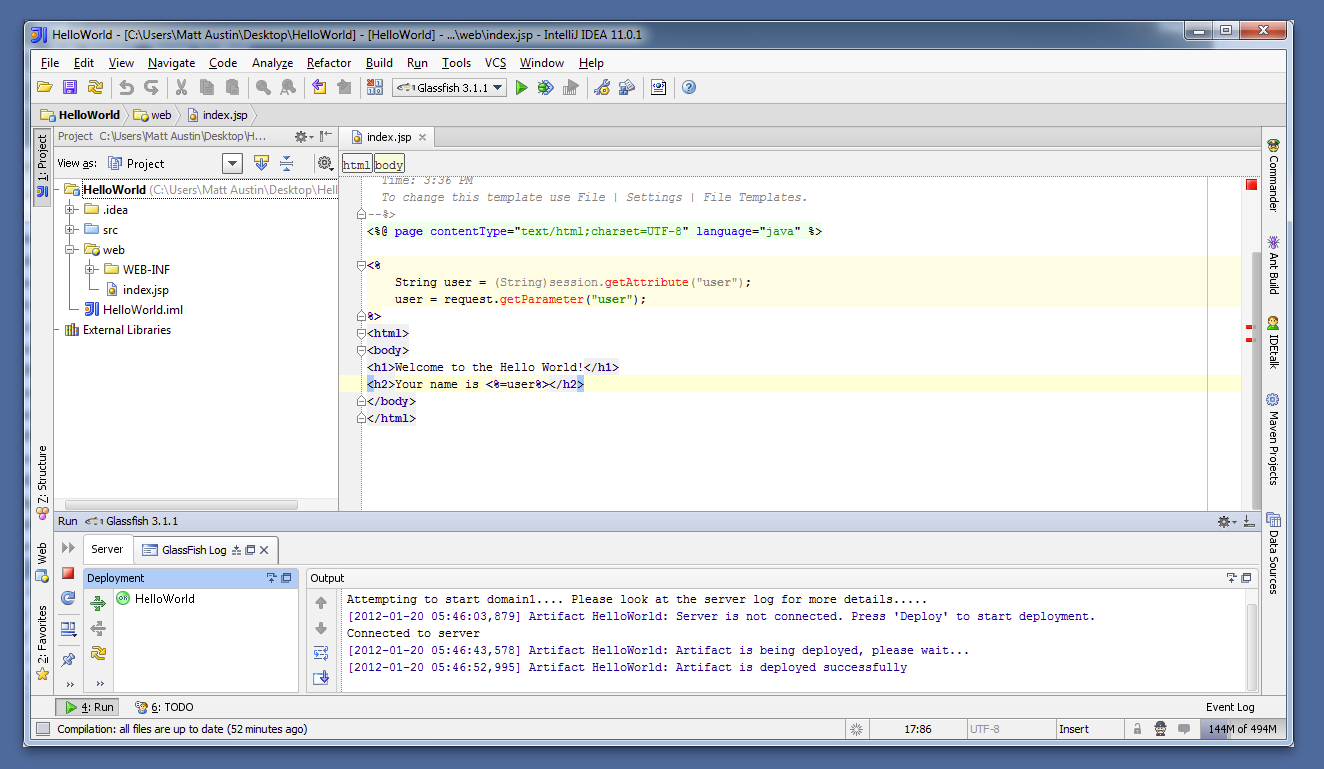 HelloWorld - [C:\Users\Matt Austin\Desktop\HelloWorld] - [HelloWorld] - ...\web\index.jsp - IntelliJ IDEA 11.0.1
File Edit View Navigate Code Analyze Refactor Build Run Tools VCS Window Help
Glassfish 3.1.1
HelloWorld web index.jsp
1: Project
Project C:\Users\Matt Austin\Desktop\H...
View as: Project
HelloWorld (C:\Users\Matt Austin\Desktop\Hell
.idea
src
web
WEB-INF
index.jsp
HelloWorld.iml
External Libraries
index.jsp
html body
Time: 3:36 PM
To change this template use File | Settings | File Templates.
--%>
<%@ page contentType="text/html;charset=UTF-8" language="java" %>
<%
String user = (String)session.getAttribute("user");
user = request.getParameter("user");
%>
<html>
<body>
<h1>Welcome to the Hello World!</h1>
<h2>Your name is <%=user%></h2>
</body>
</html>
Commander
Ant Build
IDEtalk
Maven Projects
Data Sources
Z: Structure
Web
2: Favorites
Run Glassfish 3.1.1
Server GlassFish Log
Deployment
OK HelloWorld
Output
Attempting to start domain1.... Please look at the server log for more details.....
[2012-01-20 05:46:03,879] Artifact HelloWorld: Server is not connected. Press 'Deploy' to start deployment.
Connected to server
[2012-01-20 05:46:43,578] Artifact HelloWorld: Artifact is being deployed, please wait...
[2012-01-20 05:46:52,995] Artifact HelloWorld: Artifact is deployed successfully
4: Run 6: TODO Event Log
Compilation: all files are up to date (52 minutes ago) 17:86 UTF-8 Insert 144M of 494M